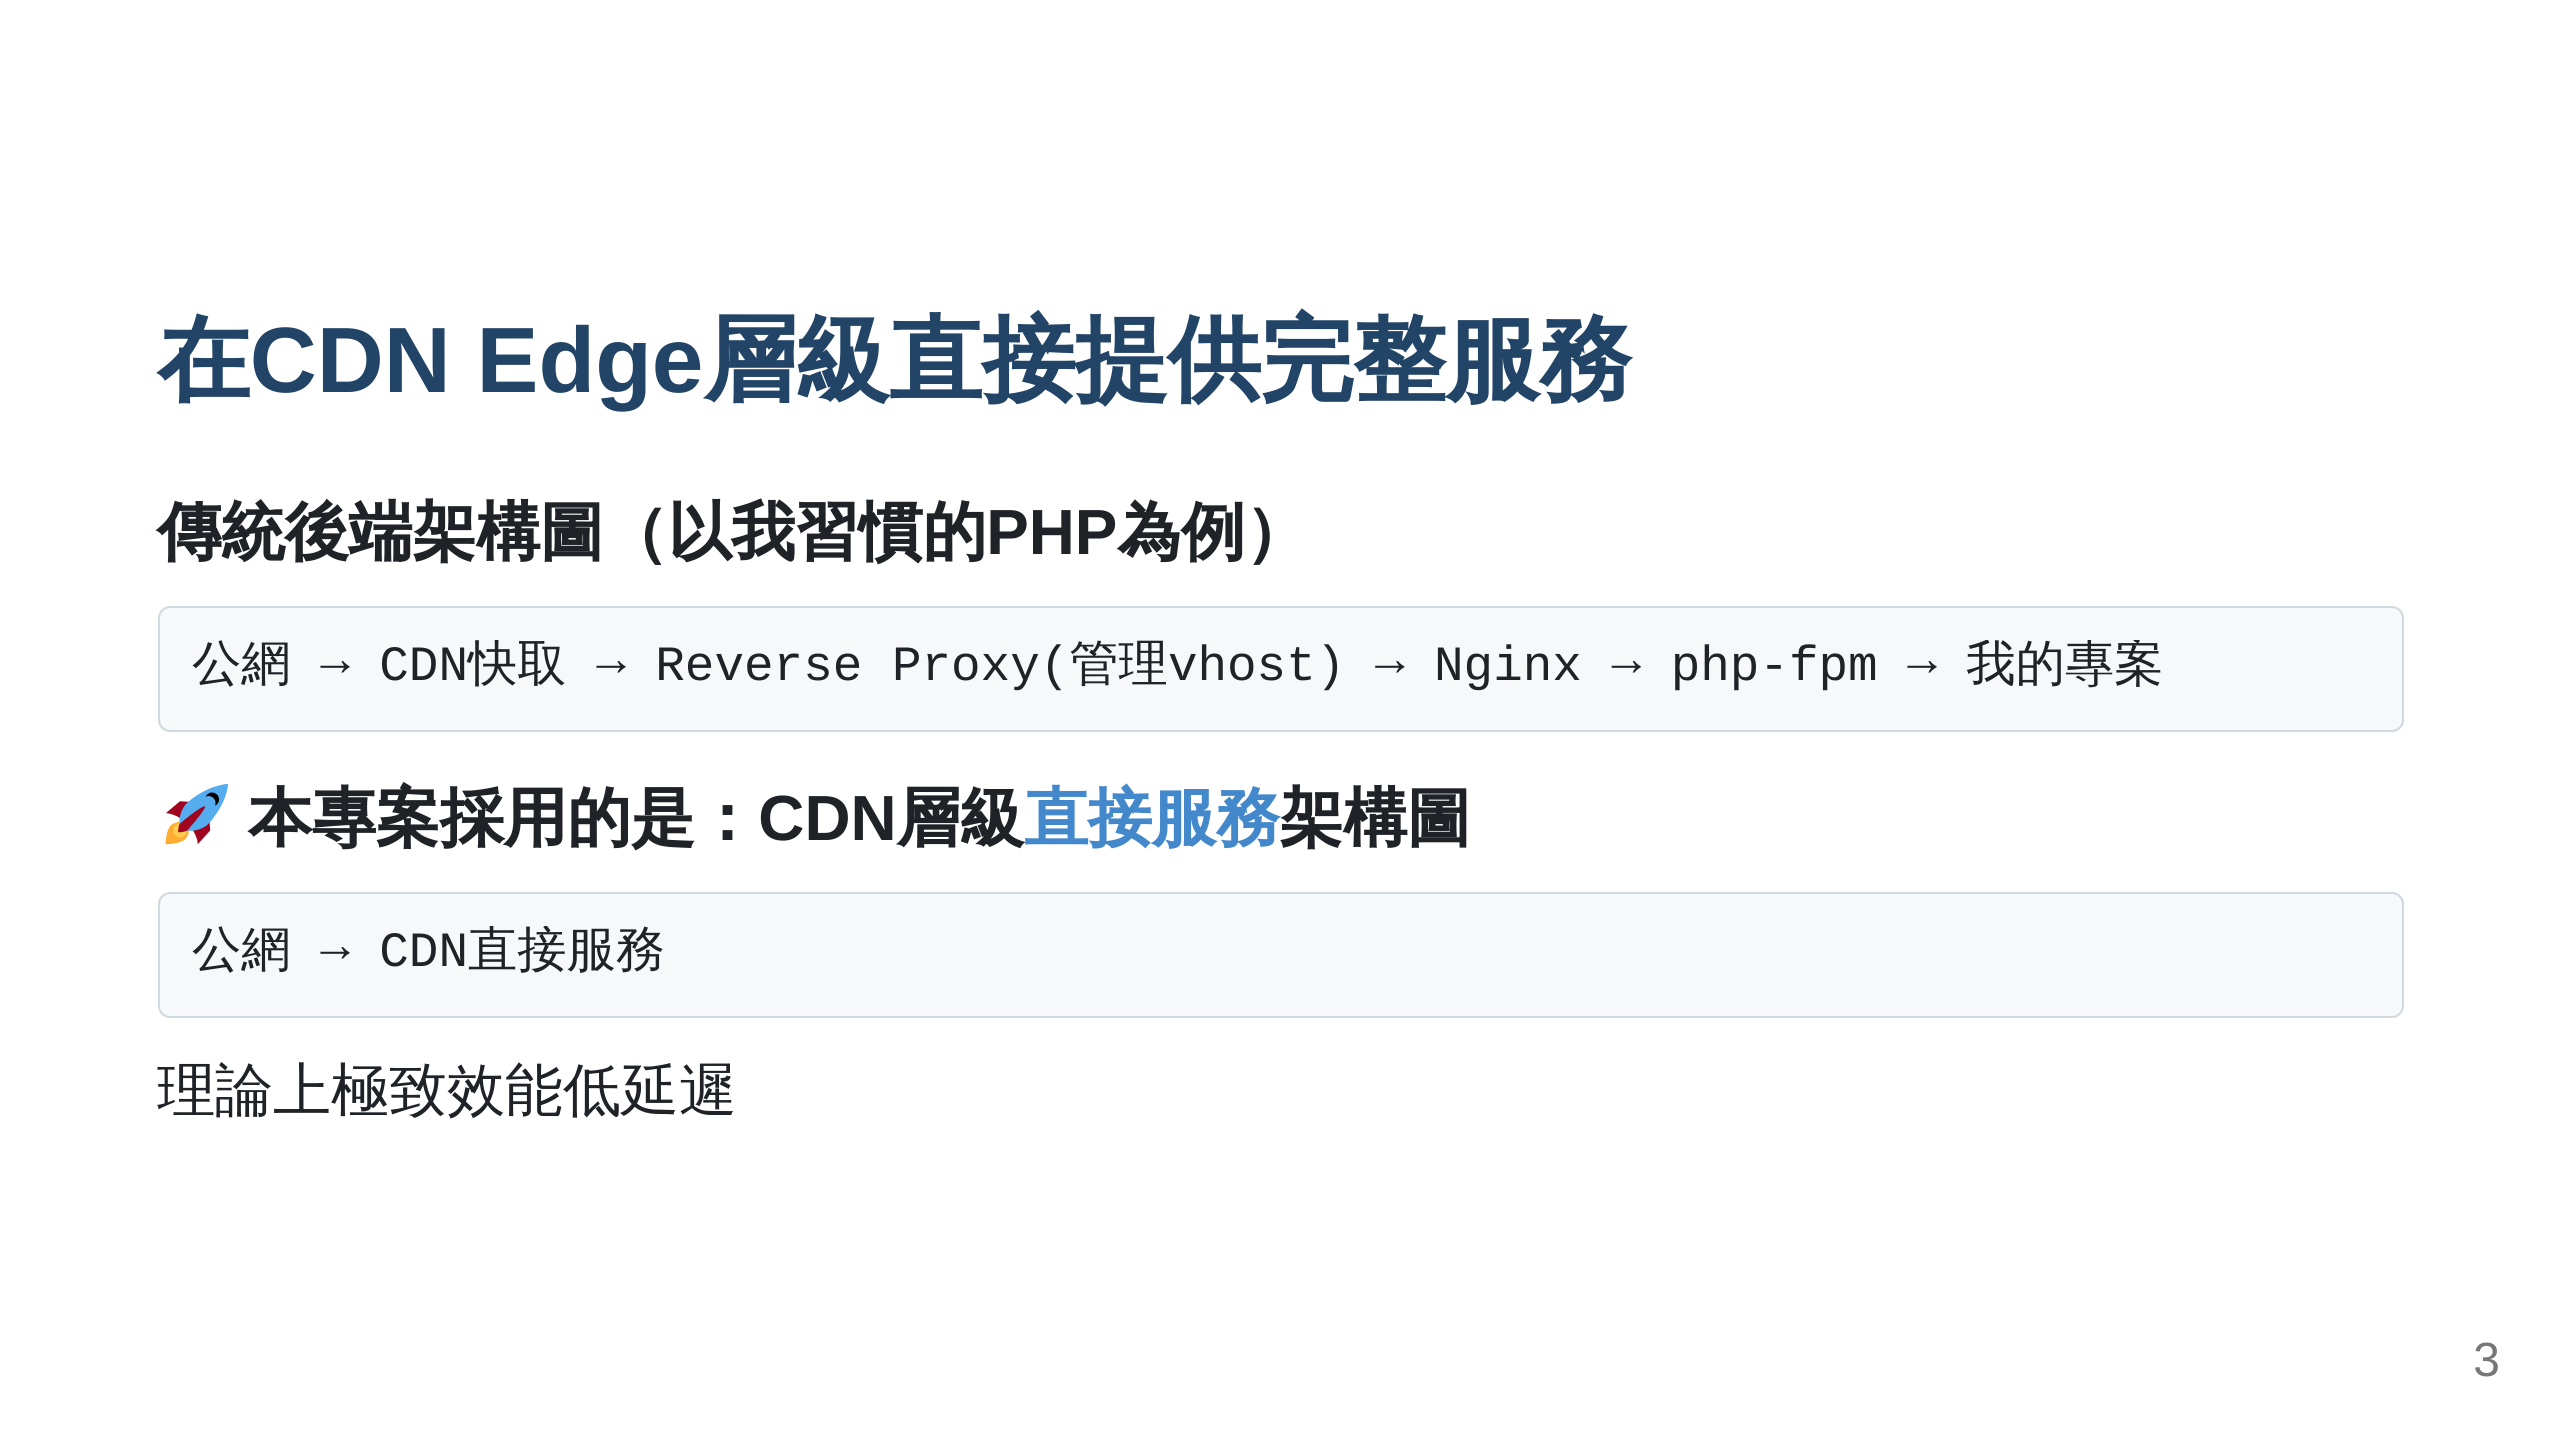 在CDN Edge層級直接提供完整服務
傳統後端架構圖（以我習慣的PHP為例）
公網 → CDN快取 → Reverse Proxy(管理vhost) → Nginx → php-fpm → 我的專案
🚀 本專案採用的是：CDN層級直接服務架構圖
公網 → CDN直接服務
理論上極致效能低延遲
3